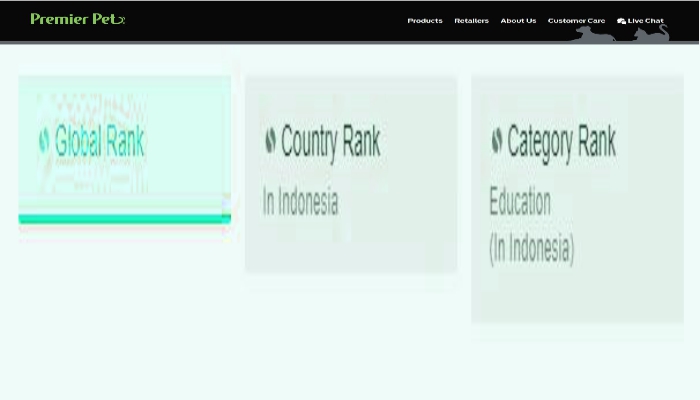 Premier Pet
Products Retailers About Us Customer Care Live Chat
Global Rank
Country Rank
In Indonesia
Category Rank
Education
(In Indonesia)